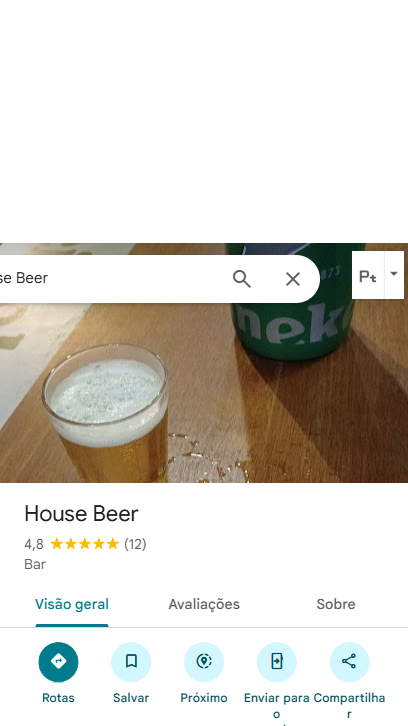 se Beer
Pt
873
neke
House Beer
4,8 (12)
Bar
Visão geral
Avaliações
Sobre
Rotas
Salvar
Próximo
Enviar para o
Compartilhar